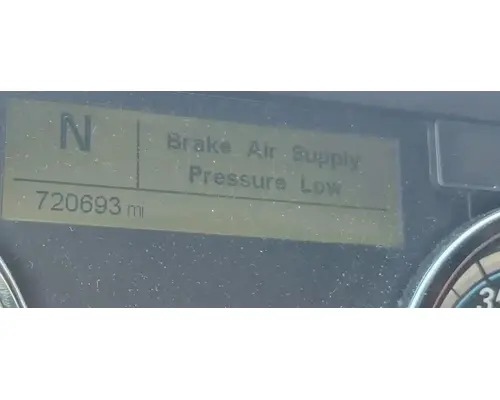 N
Brake Air Supply
Pressure Low
720693 mi